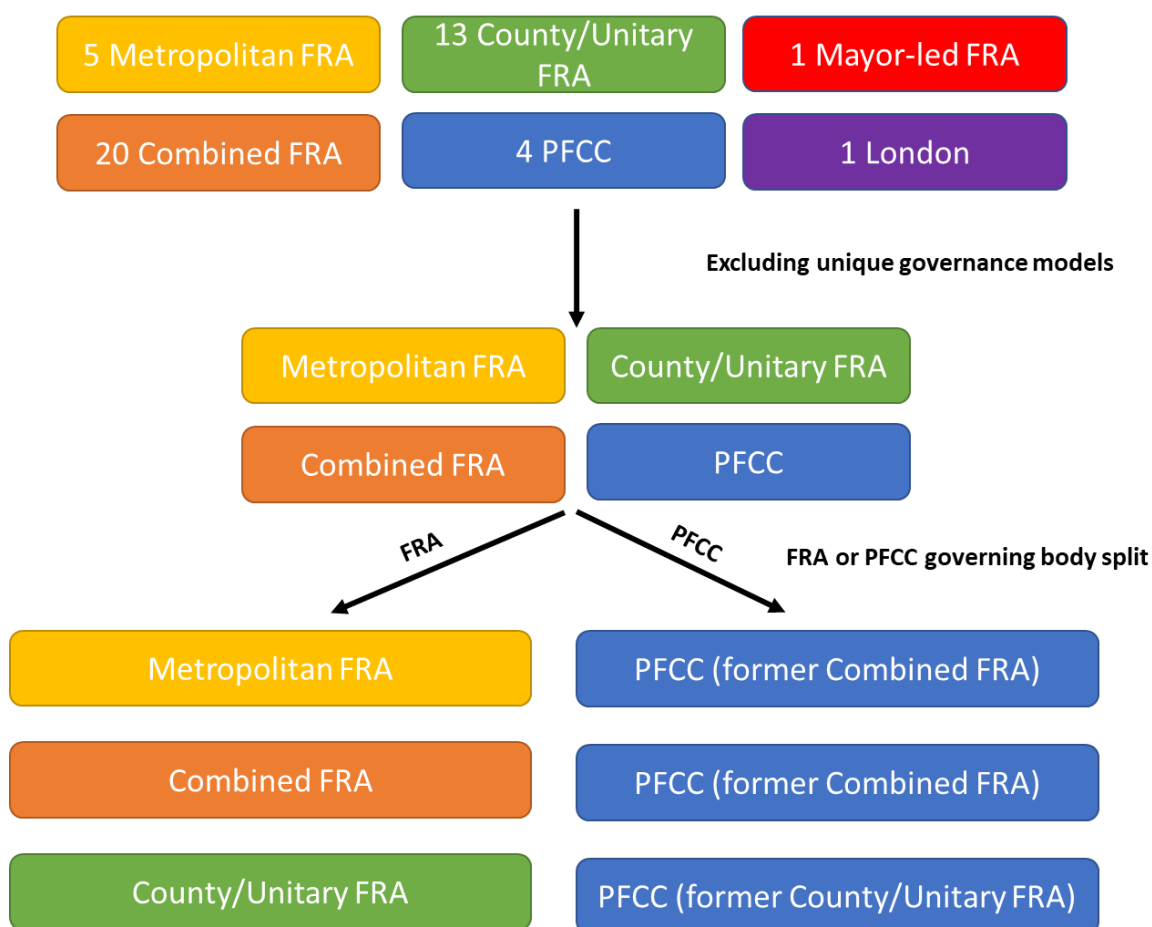 5 Metropolitan FRA
13 County/Unitary
FRA
1 Mayor-led FRA
20 Combined FRA
4 PFCC
1 London
Excluding unique governance models
Metropolitan FRA
County/Unitary FRA
Combined FRA
PFCC
FRA
PFCC
FRA or PFCC governing body split
Metropolitan FRA
PFCC (former Combined FRA)
Combined FRA
PFCC (former Combined FRA)
County/Unitary FRA
PFCC (former County/Unitary FRA)